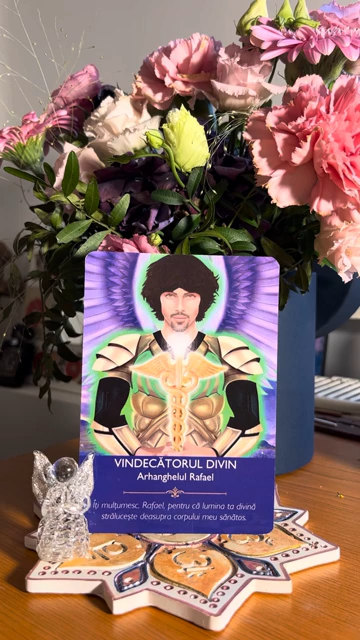 VINDECĂTORUL DIVIN
Arhanghelul Rafael
Îți mulțumesc, Rafael, pentru că lumina ta divină
strălucește deasupra corpului meu sănătos.